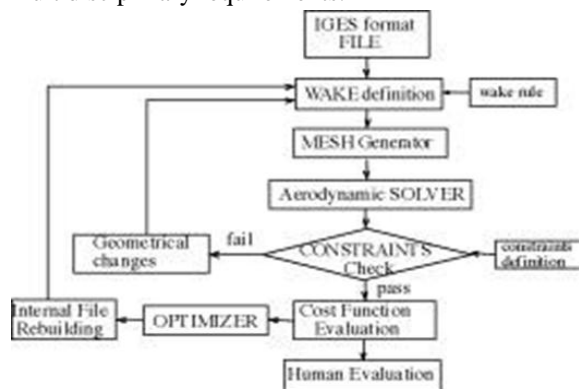 IGES format
FILE
WAKE definition
wake rule
MESH Generator
Aerodynamic SOLVER
fail
Geometrical
changes
CONSTRAINTS
Check
constraints
definition
pass
Internal File
Rebuilding
OPTIMIZER
Cost Function
Evaluation
Human Evaluation